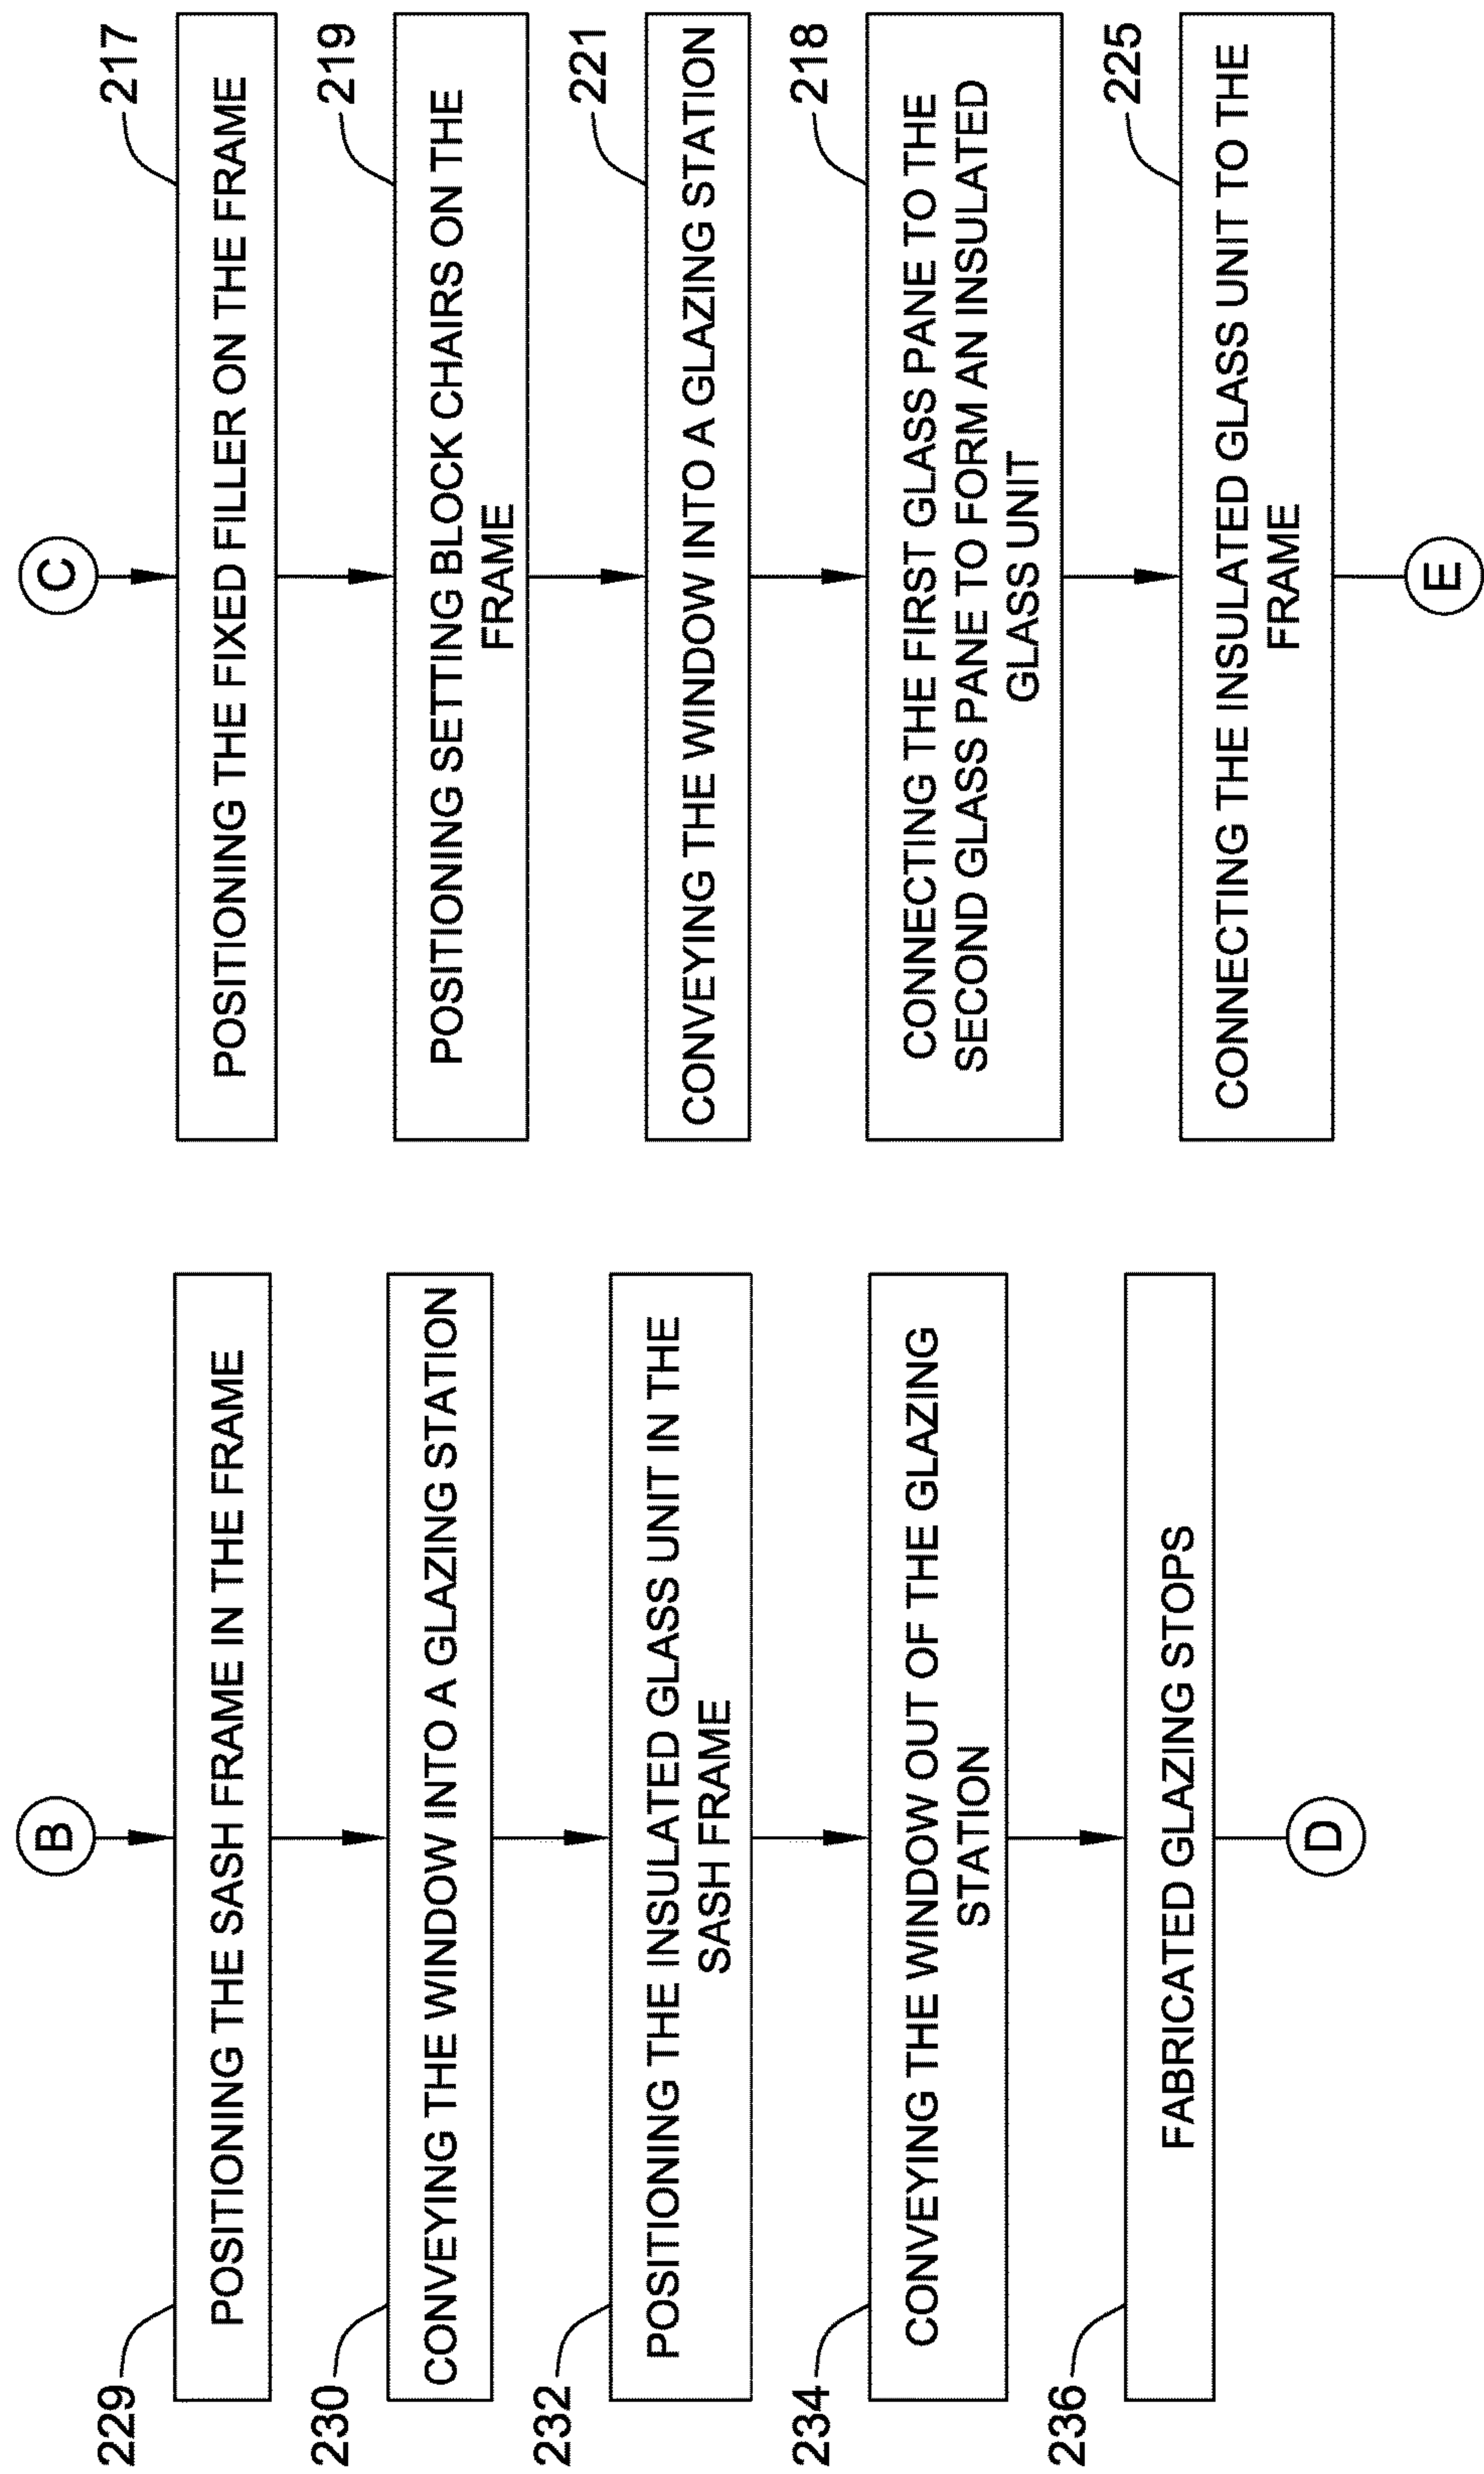 B
229
POSITIONING THE SASH FRAME IN THE FRAME
230
CONVEYING THE WINDOW INTO A GLAZING STATION
232
POSITIONING THE INSULATED GLASS UNIT IN THE
SASH FRAME
234
CONVEYING THE WINDOW OUT OF THE GLAZING
STATION
236
FABRICATED GLAZING STOPS
D
C
217
POSITIONING THE FIXED FILLER ON THE FRAME
219
POSITIONING SETTING BLOCK CHAIRS ON THE
FRAME
221
CONVEYING THE WINDOW INTO A GLAZING STATION
218
CONNECTING THE FIRST GLASS PANE TO THE
SECOND GLASS PANE TO FORM AN INSULATED
GLASS UNIT
225
CONNECTING THE INSULATED GLASS UNIT TO THE
FRAME
E